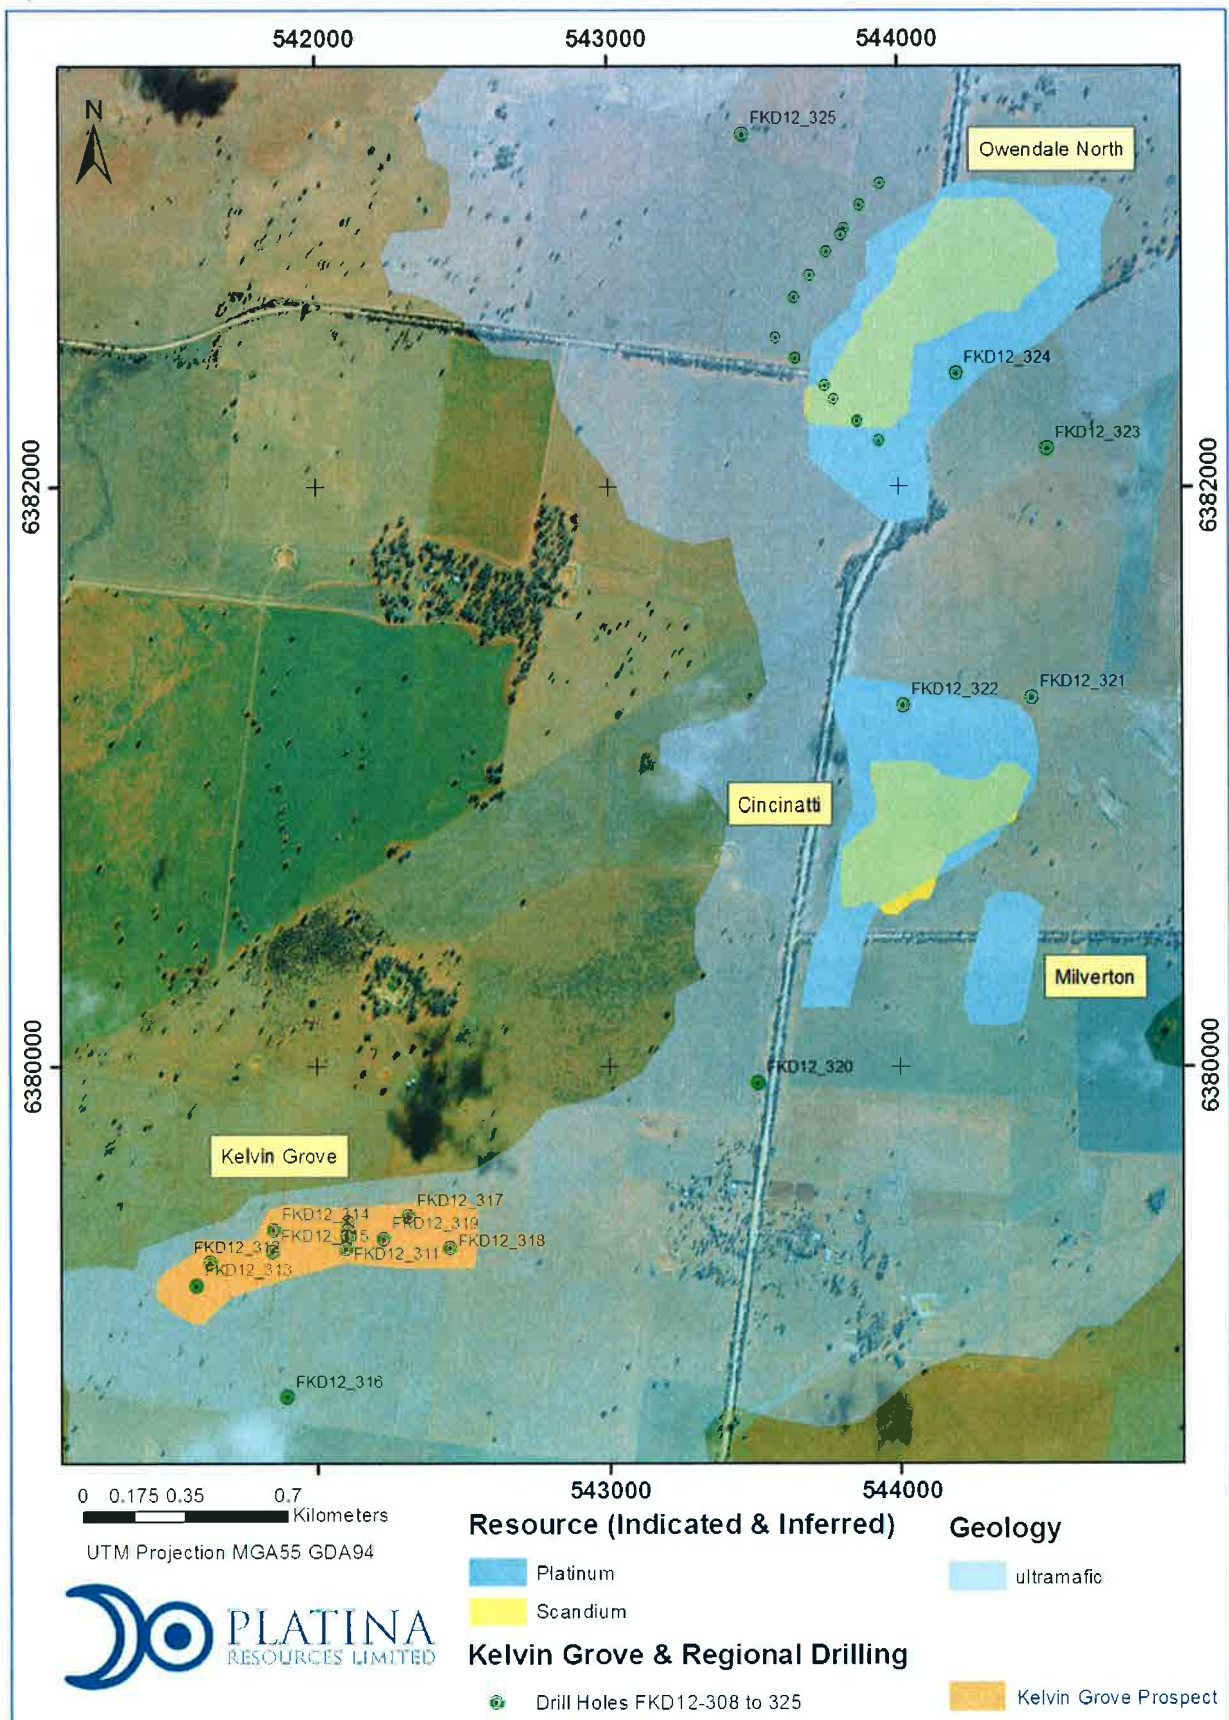 542000 543000 544000
N
FKD12_325
Owendale North
FKD12_324
FKD12_323
6382000 6382000
FKD12_322 FKD12_321
Cincinatti
Milverton
6380000 6380000
FKD12_320
Kelvin Grove
FKD12_317
FKD12_314 FKD12_319
FKD12_315 FKD12_318
FKD12_312 FKD12_311
FKD12_313
FKD12_316
543000 544000
0 0.175 0.35 0.7
Kilometers
UTM Projection MGA55 GDA94
PLATINA
RESOURCES LIMITED
Resource (Indicated & Inferred)
Platinum
Scandium
Kelvin Grove & Regional Drilling
Drill Holes FKD12-308 to 325
Geology
ultramafic
Kelvin Grove Prospect